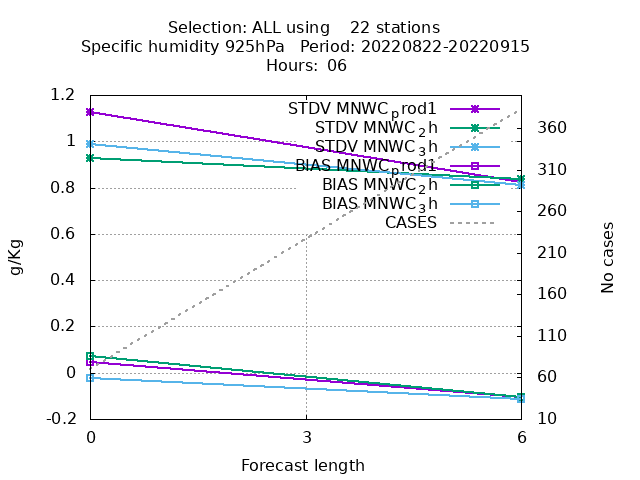 Selection: ALL using    22 stations
Specific humidity 925hPa   Period: 20220822-20220915
Hours: 06
STDV MNWC_prod1
STDV MNWC_2h
STDV MNWC_3h
BIAS MNWC_prod1
BIAS MNWC_2h
BIAS MNWC_3h
CASES
1.2
1
0.8
0.6
0.4
0.2
0
-0.2
g/Kg
360
310
260
210
160
110
60
10
No cases
0 3 6
Forecast length